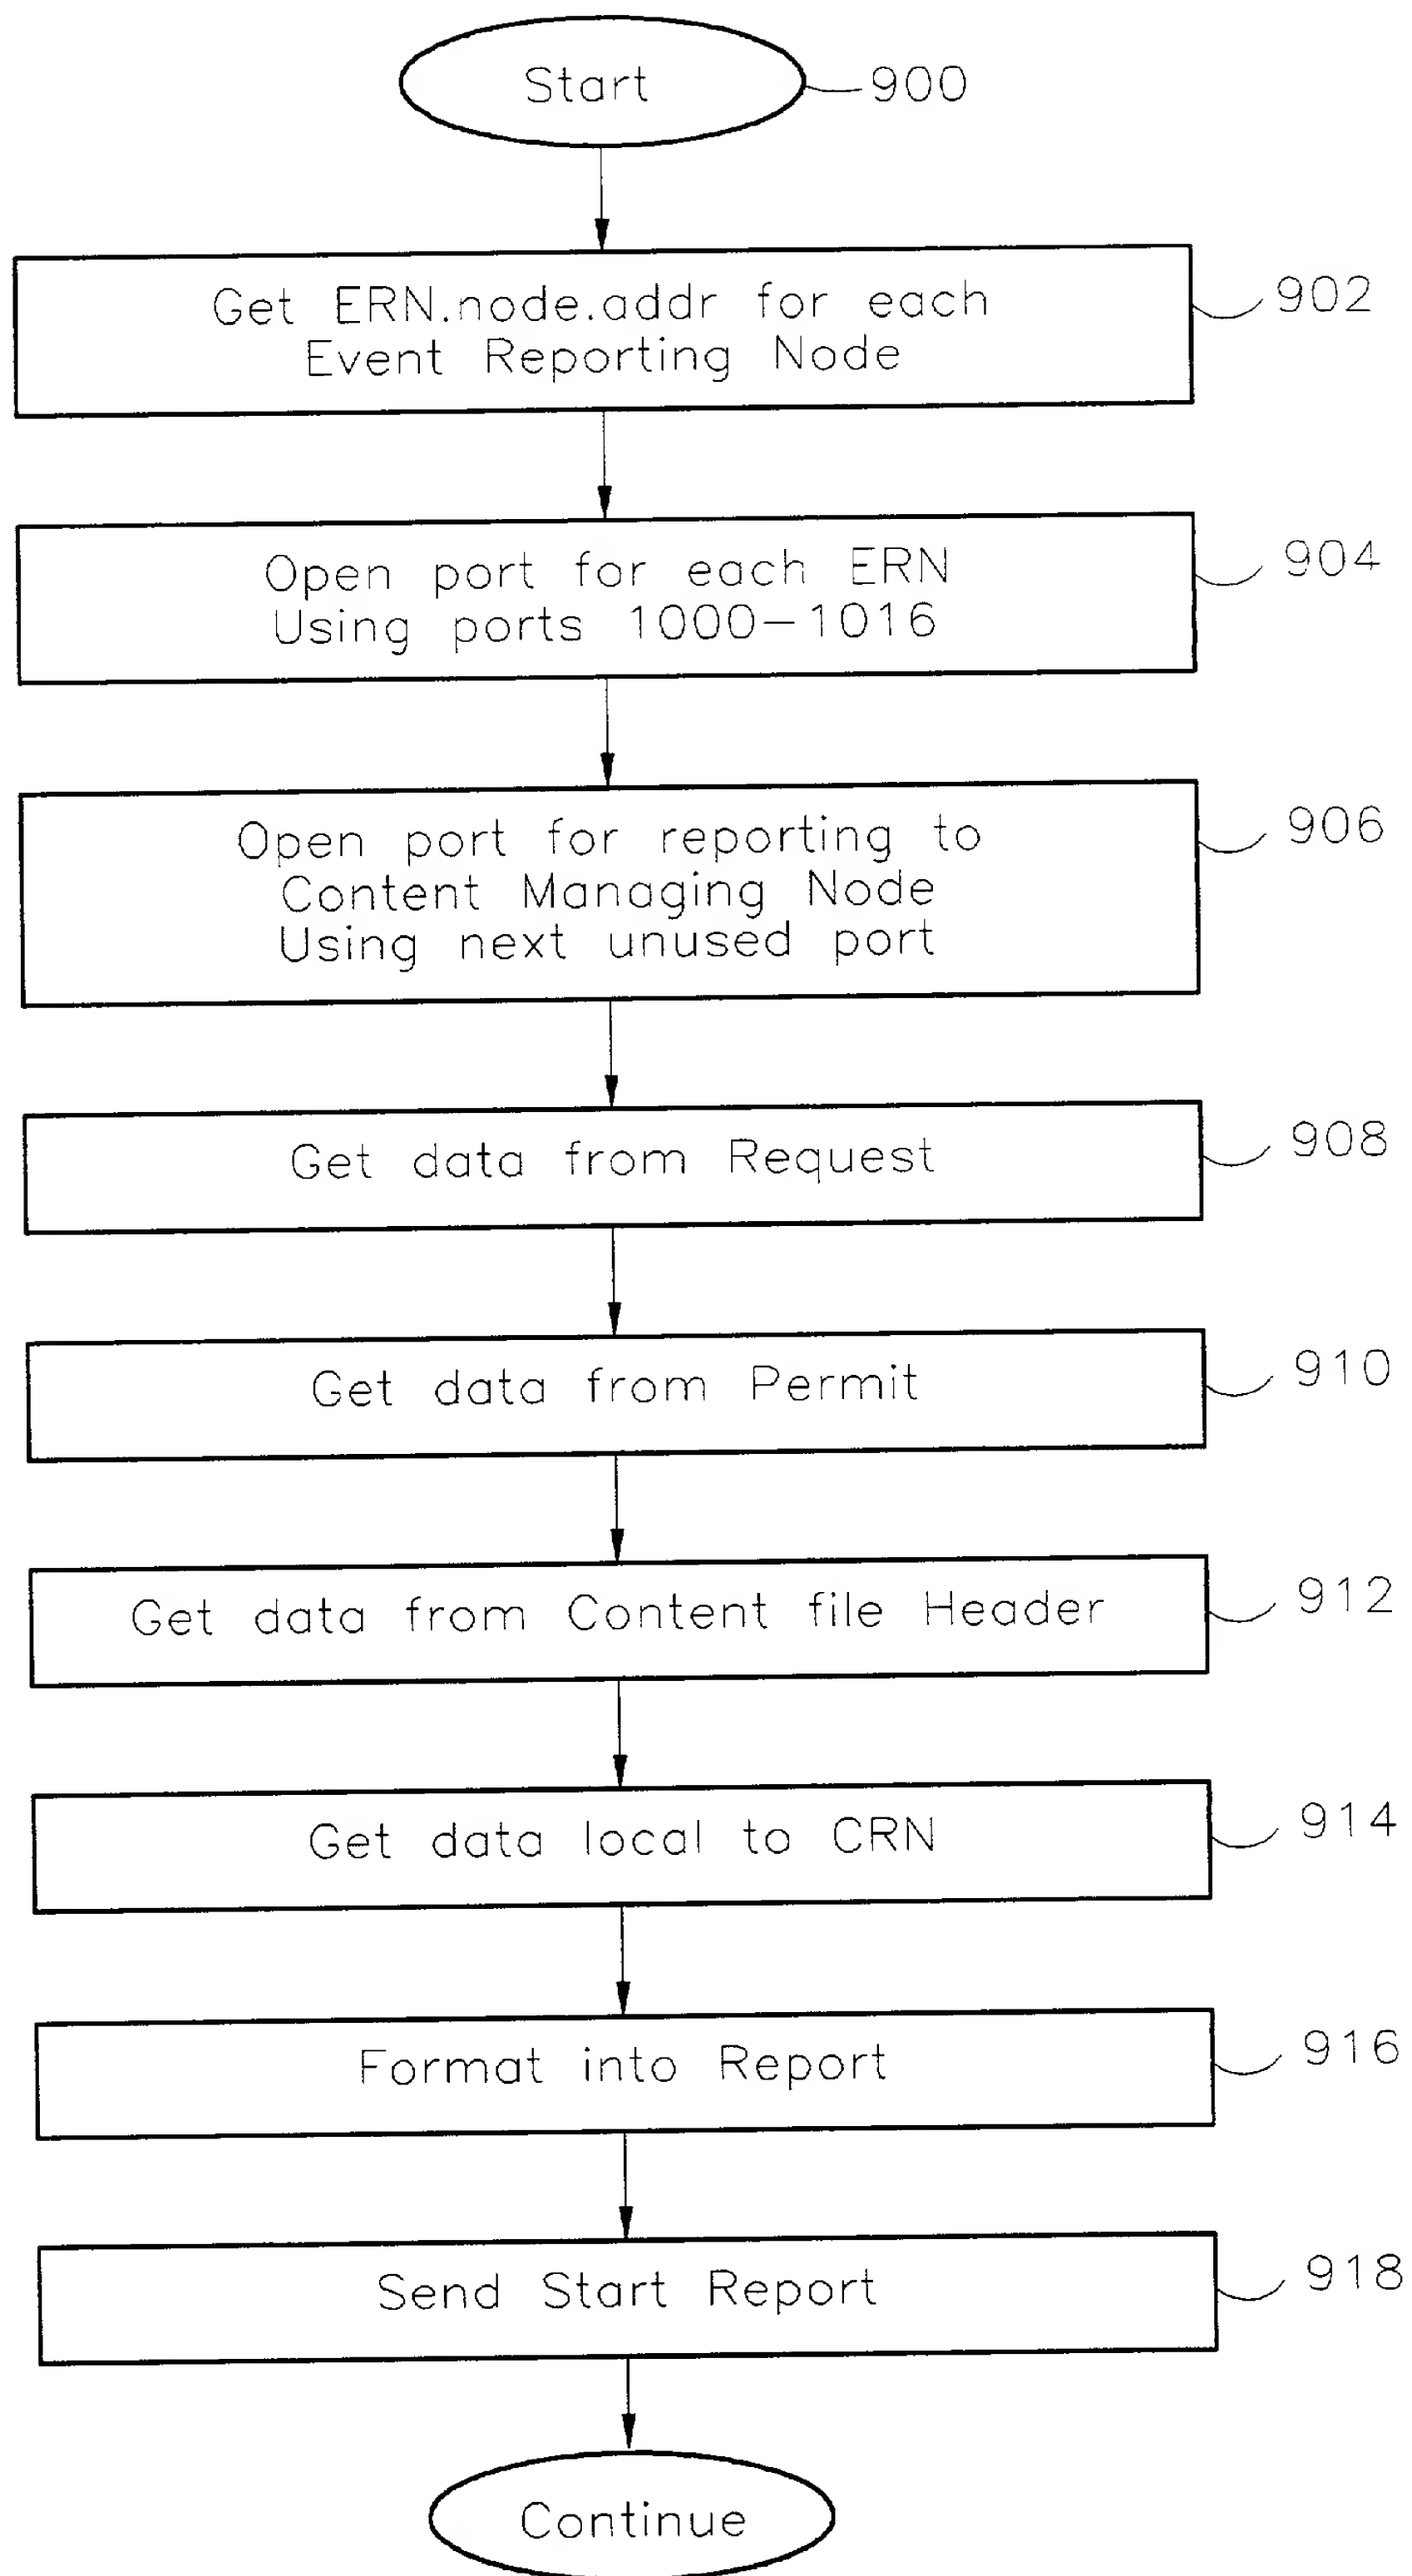 Start
900
Get ERN.node.addr for each
Event Reporting Node
902
Open port for each ERN
Using ports 1000-1016
904
Open port for reporting to
Content Managing Node
Using next unused port
906
Get data from Request
908
Get data from Permit
910
Get data from Content file Header
912
Get data local to CRN
914
Format into Report
916
Send Start Report
918
Continue